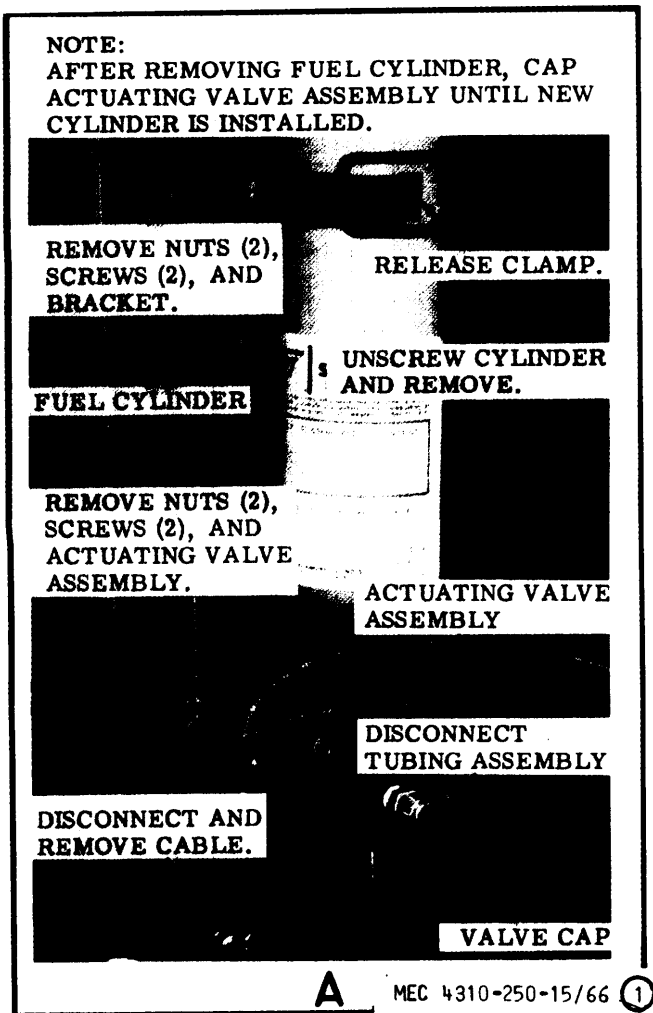 NOTE:
AFTER REMOVING FUEL CYLINDER, CAP
ACTUATING VALVE ASSEMBLY UNTIL NEW
CYLINDER IS INSTALLED.
REMOVE NUTS (2),
SCREWS (2), AND
BRACKET.
RELEASE CLAMP.
S
UNSCREW CYLINDER
AND REMOVE.
FUEL CYLINDER
REMOVE NUTS (2),
SCREWS (2), AND
ACTUATING VALVE
ASSEMBLY.
ACTUATING VALVE
ASSEMBLY
DISCONNECT
TUBING ASSEMBLY
DISCONNECT AND
REMOVE CABLE.
VALVE CAP
A
MEC 4310-250-15/66 1